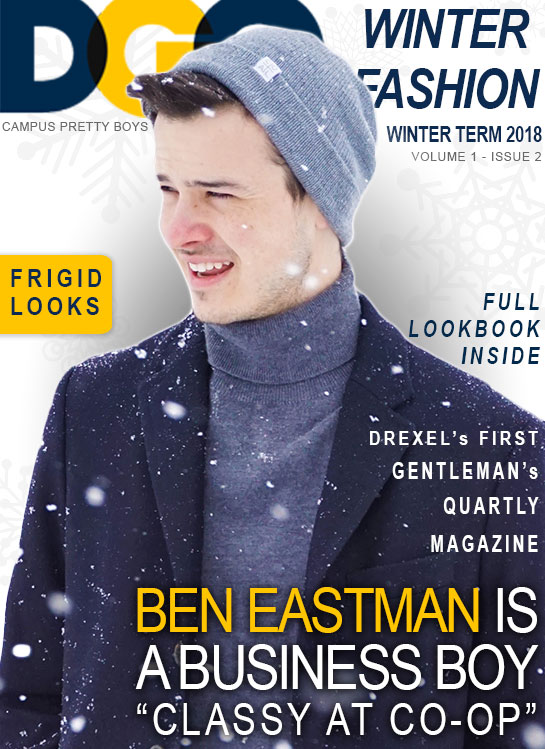 DGQ
WINTER
FASHION
CAMPUS PRETTY BOYS
WINTER TERM 2018
VOLUME 1 - ISSUE 2
FRIGID
LOOKS
FULL
LOOKBOOK
INSIDE
DREXEL's FIRST
GENTLEMAN's
QUARTLY
MAGAZINE
BEN EASTMAN IS
A BUSINESS BOY
“CLASSY AT CO-OP”